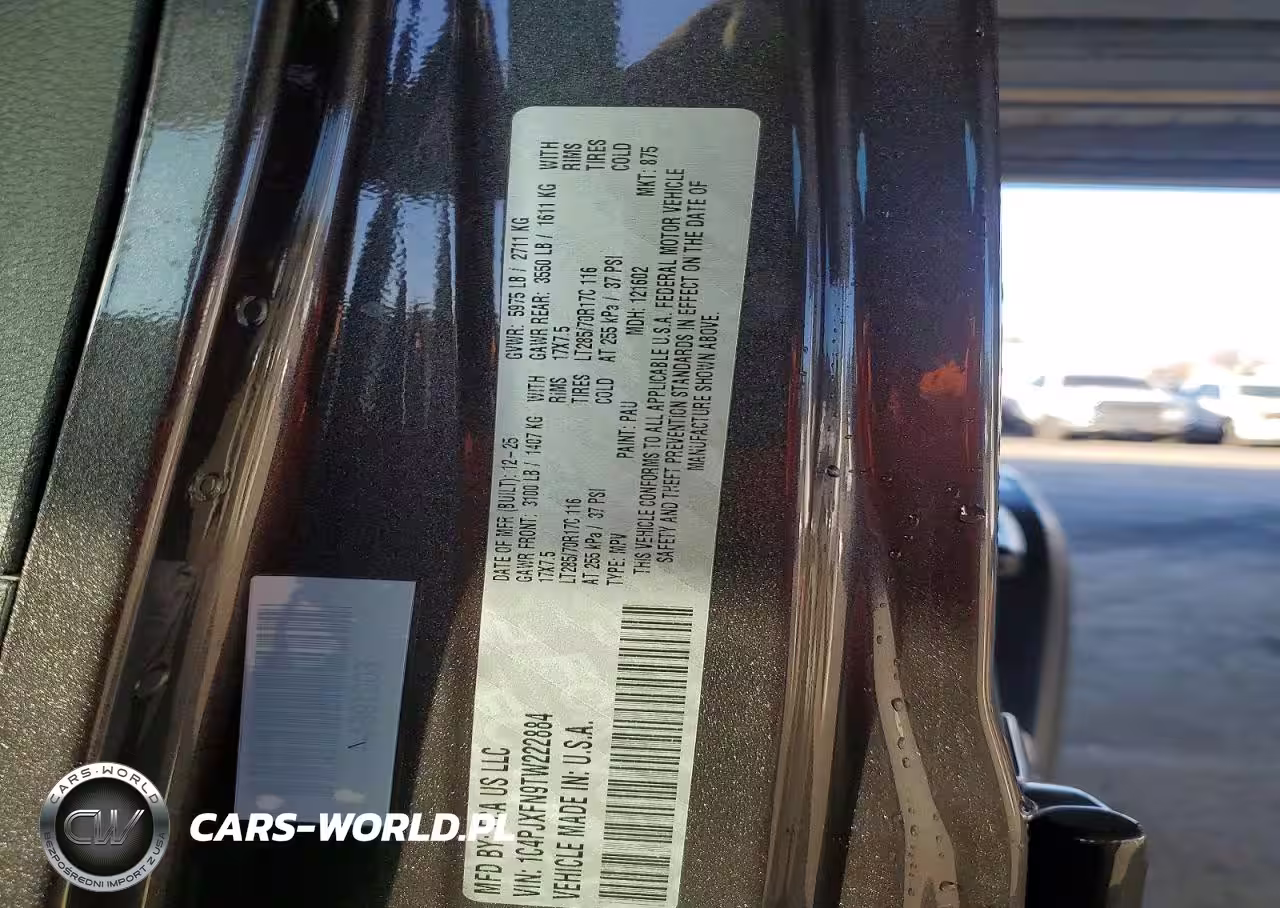 MFD BY: FCA US LLC
VIN: 1C4PJXFN9TW222884
VEHICLE MADE IN: U.S.A.
DATE OF MFR (BUILT): 12-25 GVWR: 5975 LB / 2711 KG
GAWR FRONT: 3100 LB / 1407 KG WITH GAWR REAR: 3550 LB / 1611 KG WITH
17X7.5 RIMS 17X7.5 RIMS
LT285/70R17C 116 TIRES LT285/70R17C 116 TIRES
AT 255 kPa / 37 PSI COLD AT 255 kPa / 37 PSI COLD
TYPE: MPV PAINT: PAU MDH: 121602 MKT: 875
THIS VEHICLE CONFORMS TO ALL APPLICABLE U.S.A. FEDERAL MOTOR VEHICLE
SAFETY AND THEFT PREVENTION STANDARDS IN EFFECT ON THE DATE OF
MANUFACTURE SHOWN ABOVE.
CARS-WORLD
CW
BEZPOŚREDNI IMPORT Z USA
CARS-WORLD.PL